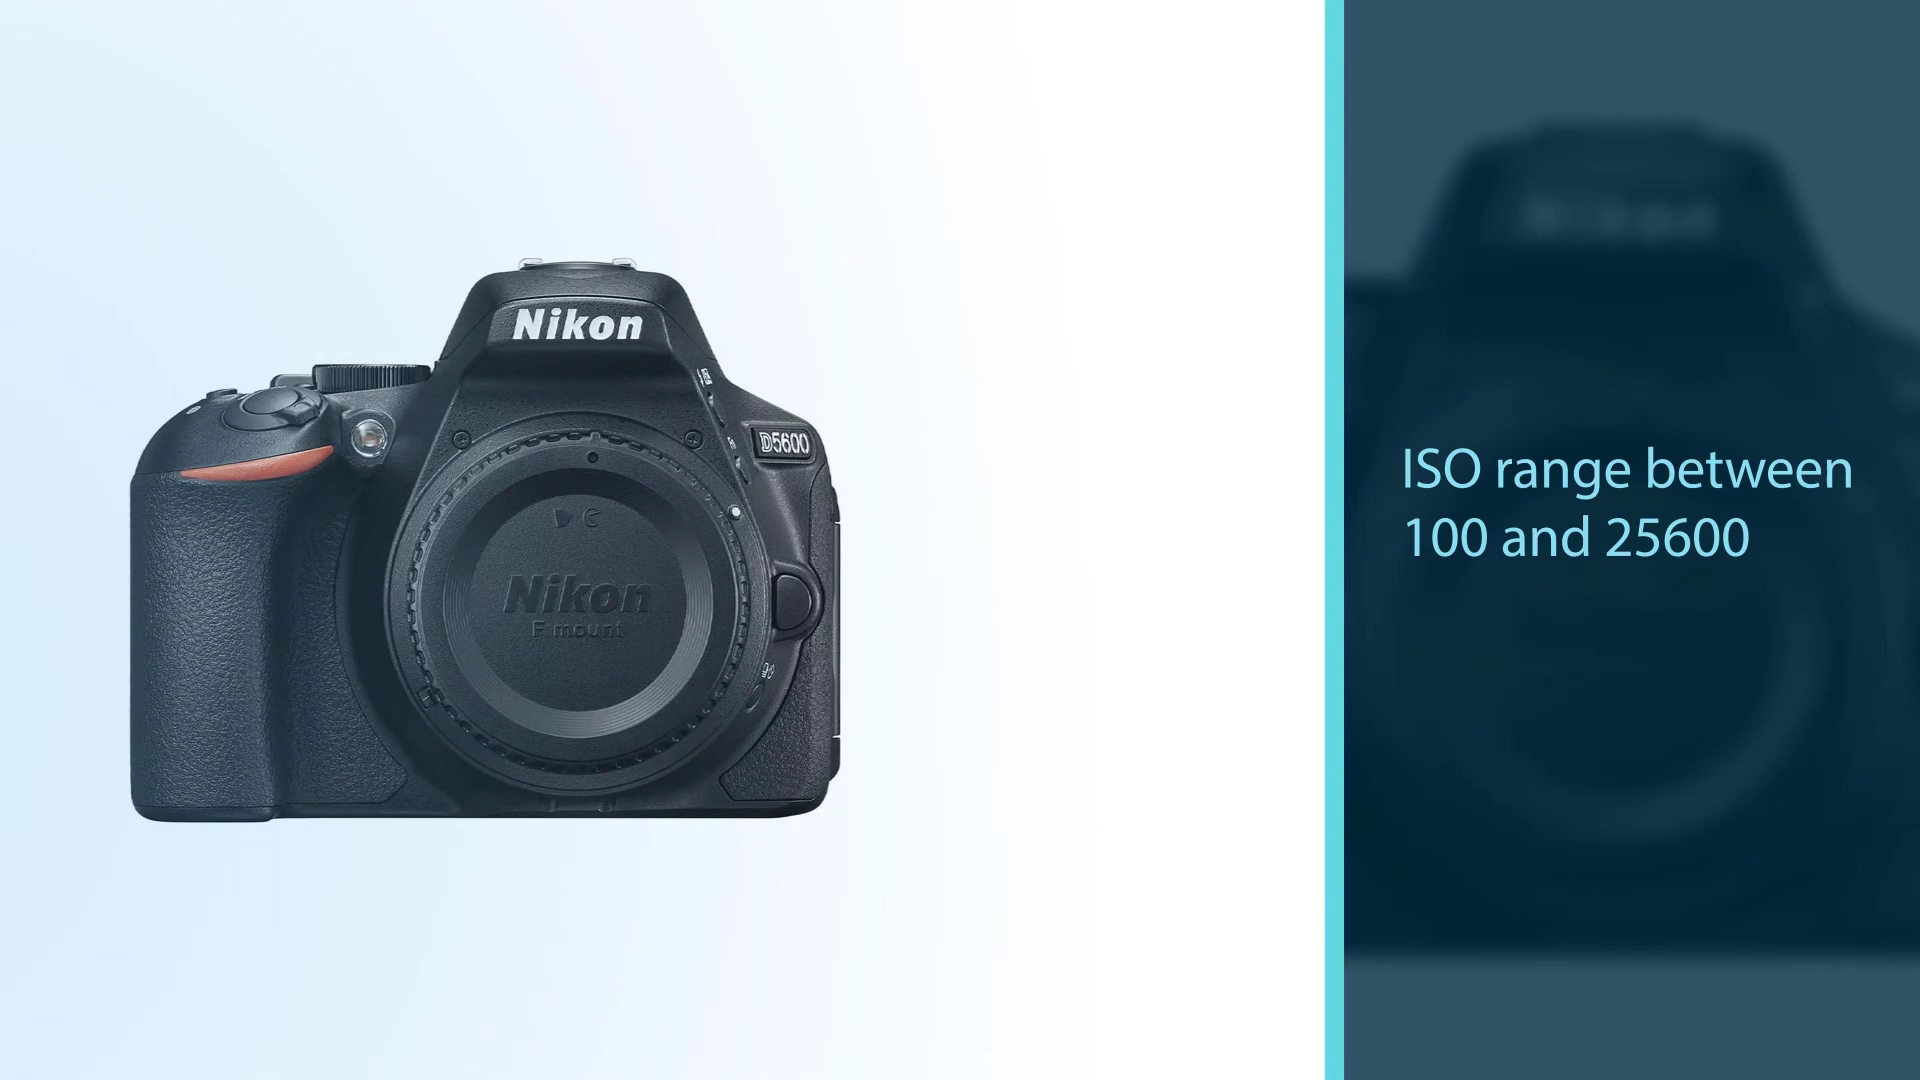 Nikon
D5600
Nikon
F mount
ISO range between
100 and 25600